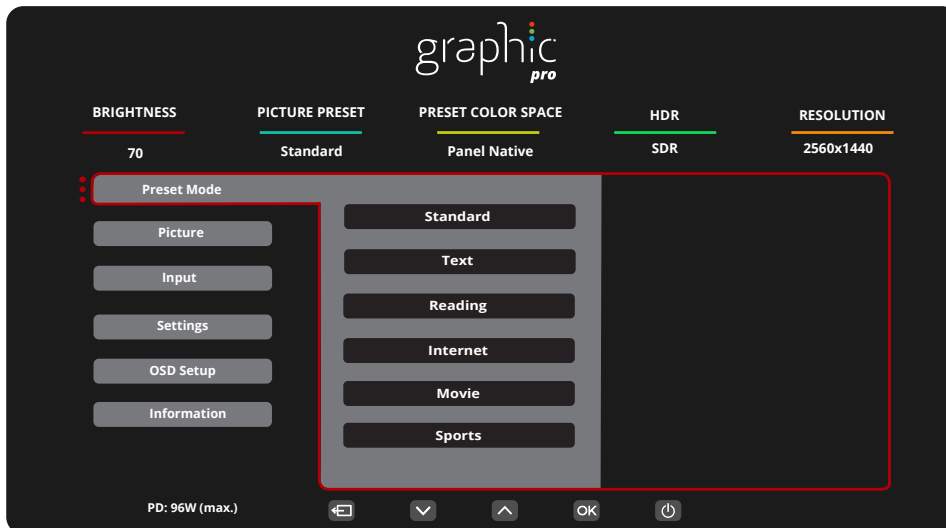 graphic
pro
BRIGHTNESS PICTURE PRESET PRESET COLOR SPACE HDR RESOLUTION
70 Standard Panel Native SDR 2560x1440
Preset Mode
Picture
Input
Settings
OSD Setup
Information
Standard
Text
Reading
Internet
Movie
Sports
PD: 96W (max.)
OK